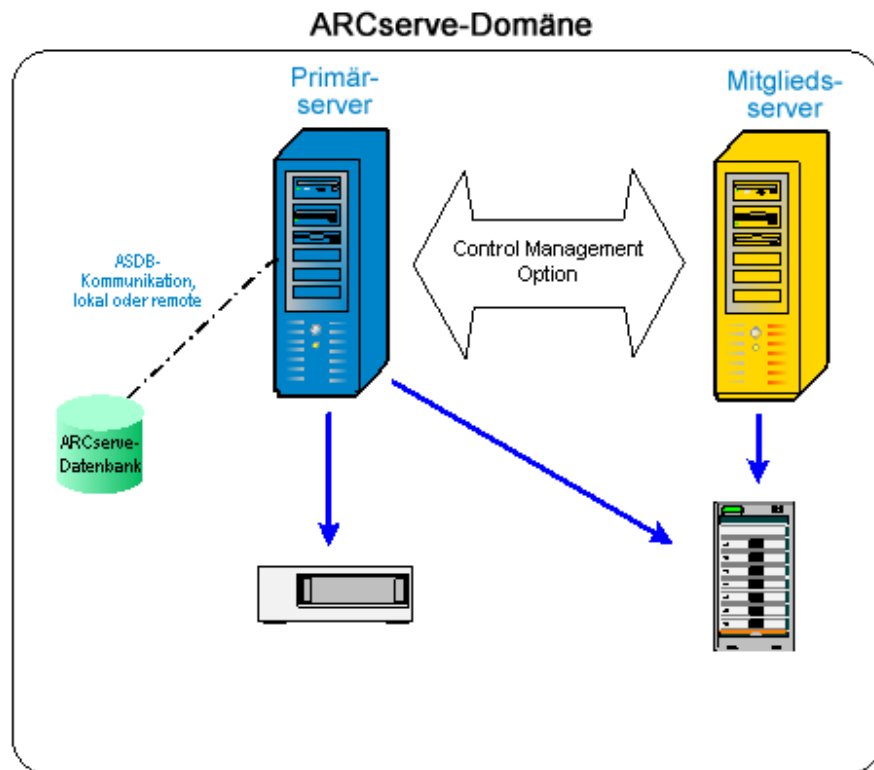 ARCserve-Domäne
Primär-
server
Mitglieds-
server
Control Management
Option
ASDB-
Kommunikation,
lokal oder remote
ARCserve-
Datenbank